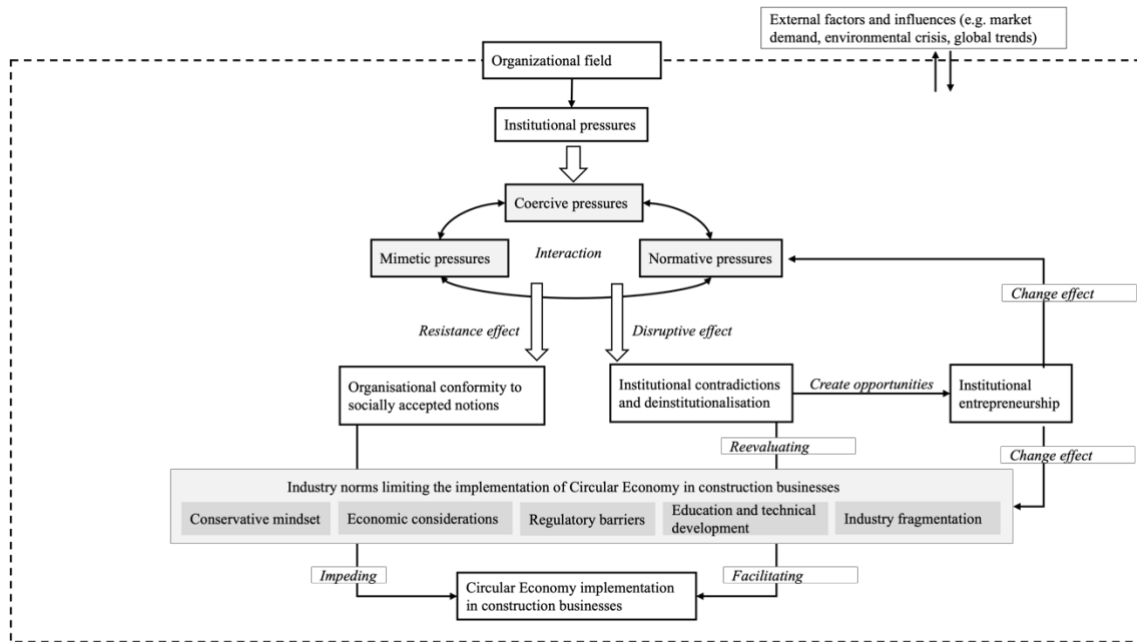 External factors and influences (e.g. market
demand, environmental crisis, global trends)
Organizational field
Institutional pressures
Coercive pressures
Mimetic pressures
Interaction
Normative pressures
Change effect
Resistance effect
Disruptive effect
Organisational conformity to
socially accepted notions
Institutional contradictions
and deinstitutionalisation
Create opportunities
Institutional
entrepreneurship
Reevaluating
Change effect
Industry norms limiting the implementation of Circular Economy in construction businesses
Conservative mindset
Economic considerations
Regulatory barriers
Education and technical
development
Industry fragmentation
Impeding
Facilitating
Circular Economy implementation
in construction businesses